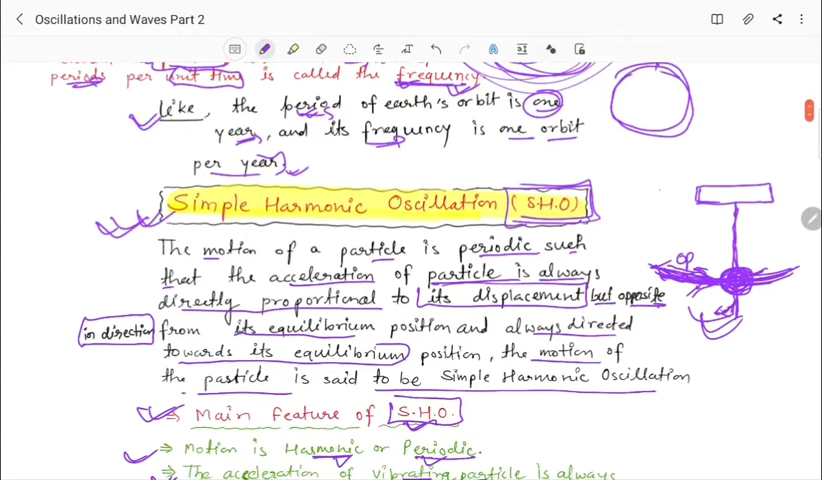 Oscillations and Waves Part 2
periods per unit time is called the frequency
like, the period of earth's orbit is one
year, and its frequency is one orbit
per year.
Simple Harmonic Oscillation (S.H.O)
The motion of a particle is periodic such
that the acceleration of particle is always
directly proportional to its displacement but opposite
in direction from its equilibrium position and always directed
towards its equilibrium position, the motion of
the particle is said to be Simple Harmonic Oscillation
op
⇒ Main feature of S.H.O.
⇒ Motion is Harmonic or Periodic.
⇒ The acceleration of vibrating particle is always